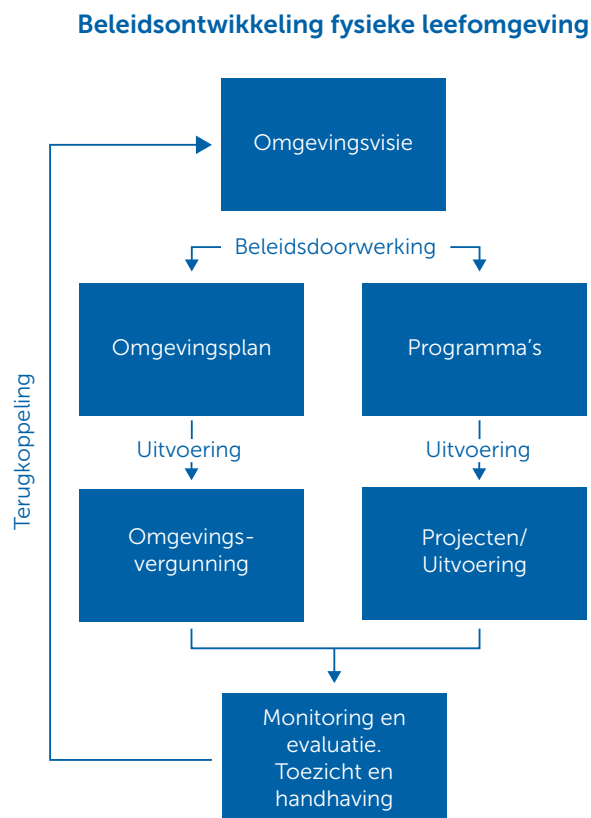 Beleidsontwikkeling fysieke leefomgeving
Omgevingsvisie
Beleidsdoorwerking
Omgevingsplan
Programma's
Terugkoppeling
Uitvoering
Uitvoering
Omgevings-
vergunning
Projecten/
Uitvoering
Monitoring en
evaluatie.
Toezicht en
handhaving